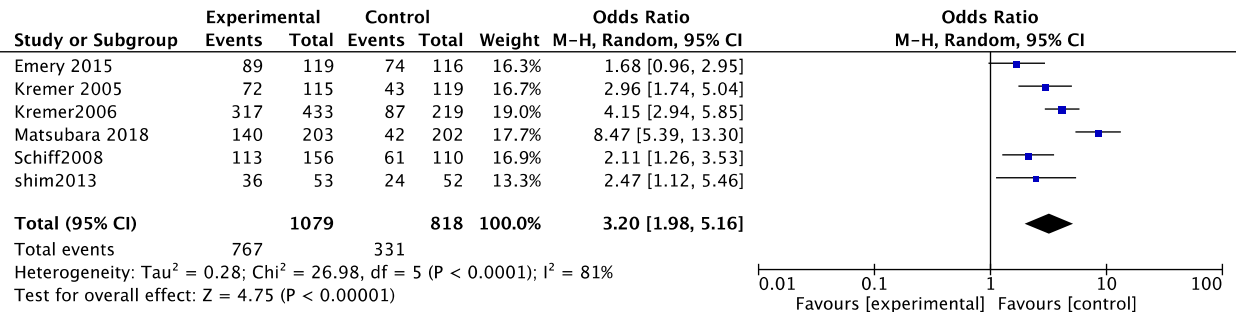 Experimental Control Odds Ratio Odds Ratio
Study or Subgroup Events Total Events Total Weight M-H, Random, 95% CI M-H, Random, 95% CI
Emery 2015 89 119 74 116 16.3% 1.68 [0.96, 2.95]
Kremer 2005 72 115 43 119 16.7% 2.96 [1.74, 5.04]
Kremer2006 317 433 87 219 19.0% 4.15 [2.94, 5.85]
Matsubara 2018 140 203 42 202 17.7% 8.47 [5.39, 13.30]
Schiff2008 113 156 61 110 16.9% 2.11 [1.26, 3.53]
shim2013 36 53 24 52 13.3% 2.47 [1.12, 5.46]
Total (95% CI) 1079 818 100.0% 3.20 [1.98, 5.16]
Total events 767 331
Heterogeneity: Tau² = 0.28; Chi² = 26.98, df = 5 (P < 0.0001); I² = 81%
Test for overall effect: Z = 4.75 (P < 0.00001)
0.01 0.1 1 10 100
Favours [experimental] Favours [control]